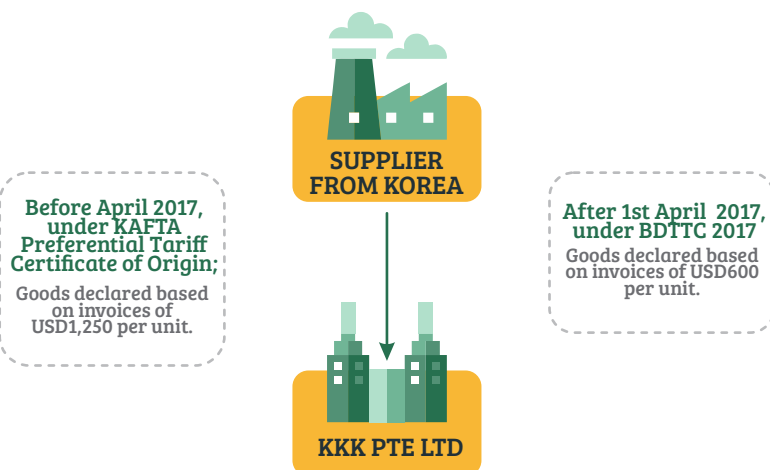 SUPPLIER
FROM KOREA
Before April 2017,
under KAFTA
Preferential Tariff
Certificate of Origin;
Goods declared based
on invoices of
USD1,250 per unit.
After 1st April 2017,
under BDTTC 2017
Goods declared based
on invoices of USD600
per unit.
KKK PTE LTD